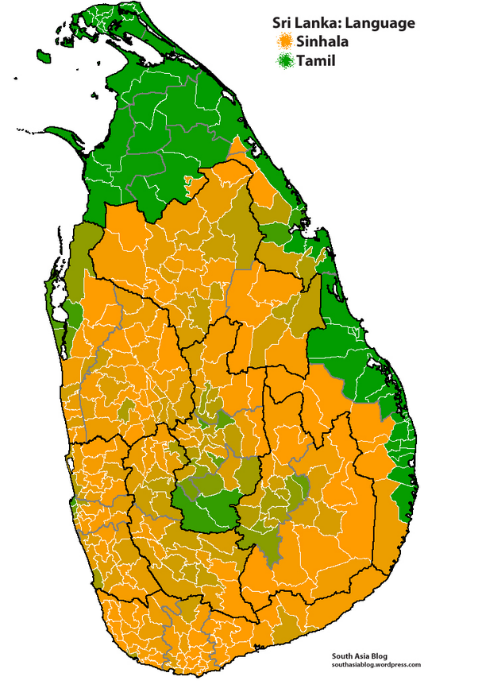 Sri Lanka: Language
Sinhala
Tamil
South Asia Blog
southasiablog.wordpress.com